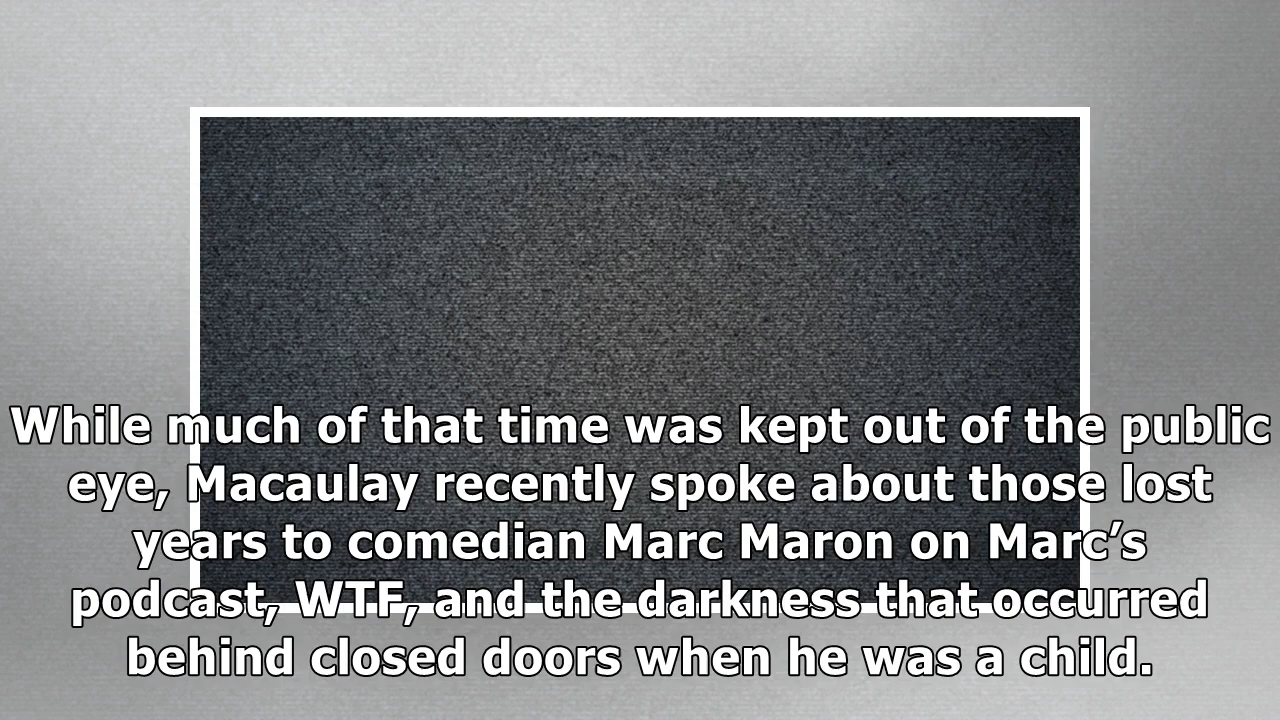 While much of that time was kept out of the public
eye, Macaulay recently spoke about those lost
years to comedian Marc Maron on Marc’s
podcast, WTF, and the darkness that occurred
behind closed doors when he was a child.